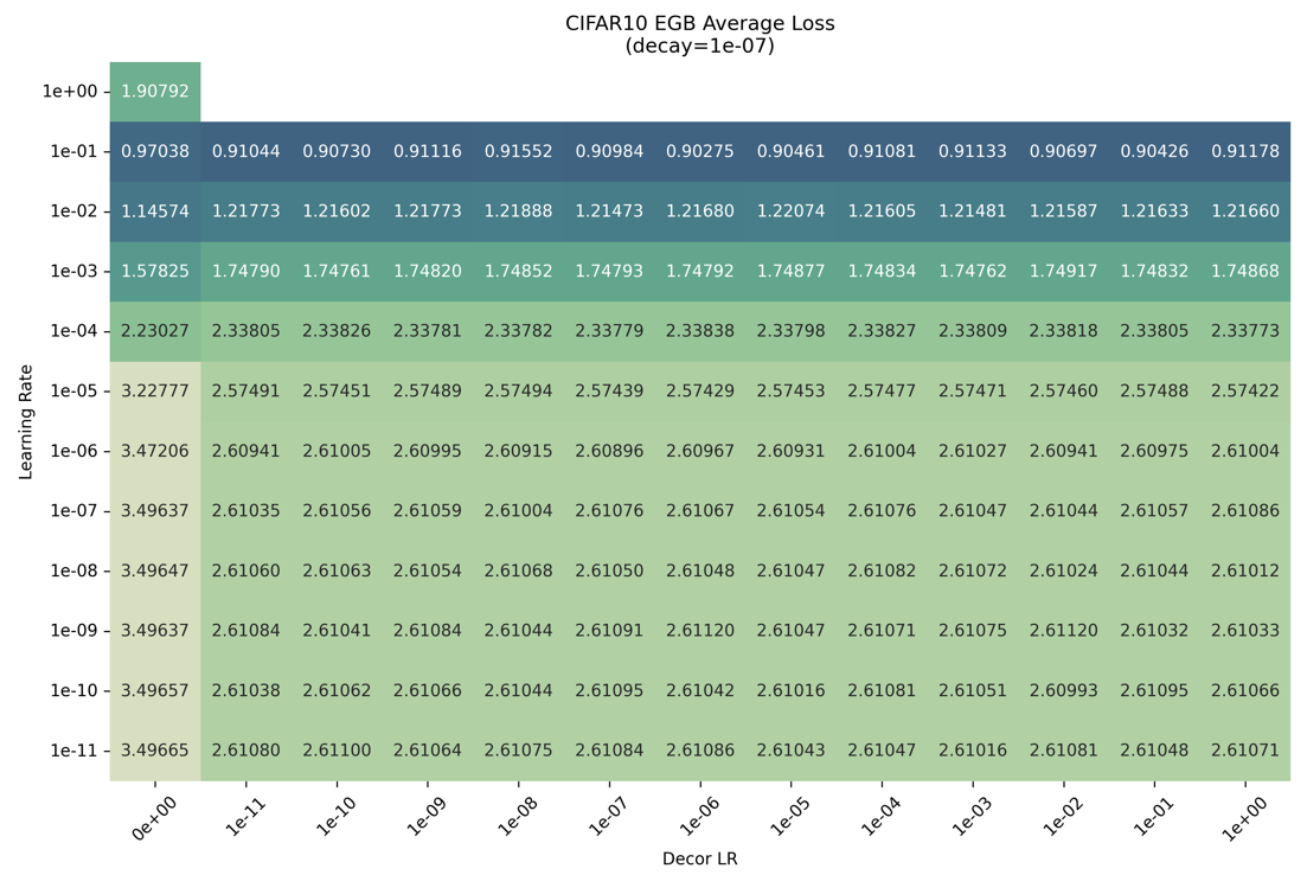 CIFAR10 EGB Average Loss
(decay=1e-07)
1e+00 1.90792
1e-01 0.97038 0.91044 0.90730 0.91116 0.91552 0.90984 0.90275 0.90461 0.91081 0.91133 0.90697 0.90426 0.91178
1e-02 1.14574 1.21773 1.21602 1.21773 1.21888 1.21473 1.21680 1.22074 1.21605 1.21481 1.21587 1.21633 1.21660
1e-03 1.57825 1.74790 1.74761 1.74820 1.74852 1.74793 1.74792 1.74877 1.74834 1.74762 1.74917 1.74832 1.74868
1e-04 2.23027 2.33805 2.33826 2.33781 2.33782 2.33779 2.33838 2.33798 2.33827 2.33809 2.33818 2.33805 2.33773
1e-05 3.22777 2.57491 2.57451 2.57489 2.57494 2.57439 2.57429 2.57453 2.57477 2.57471 2.57460 2.57488 2.57422
1e-06 3.47206 2.60941 2.61005 2.60995 2.60915 2.60896 2.60967 2.60931 2.61004 2.61027 2.60941 2.60975 2.61004
1e-07 3.49637 2.61035 2.61056 2.61059 2.61004 2.61076 2.61067 2.61054 2.61076 2.61047 2.61044 2.61057 2.61086
1e-08 3.49647 2.61060 2.61063 2.61054 2.61068 2.61050 2.61048 2.61047 2.61082 2.61072 2.61024 2.61044 2.61012
1e-09 3.49637 2.61084 2.61041 2.61084 2.61044 2.61091 2.61120 2.61047 2.61071 2.61075 2.61120 2.61032 2.61033
1e-10 3.49657 2.61038 2.61062 2.61066 2.61044 2.61095 2.61042 2.61016 2.61081 2.61051 2.60993 2.61095 2.61066
1e-11 3.49665 2.61080 2.61100 2.61064 2.61075 2.61084 2.61086 2.61043 2.61047 2.61016 2.61081 2.61048 2.61071
Learning Rate
0e+00 1e-11 1e-10 1e-09 1e-08 1e-07 1e-06 1e-05 1e-04 1e-03 1e-02 1e-01 1e+00
Decor LR